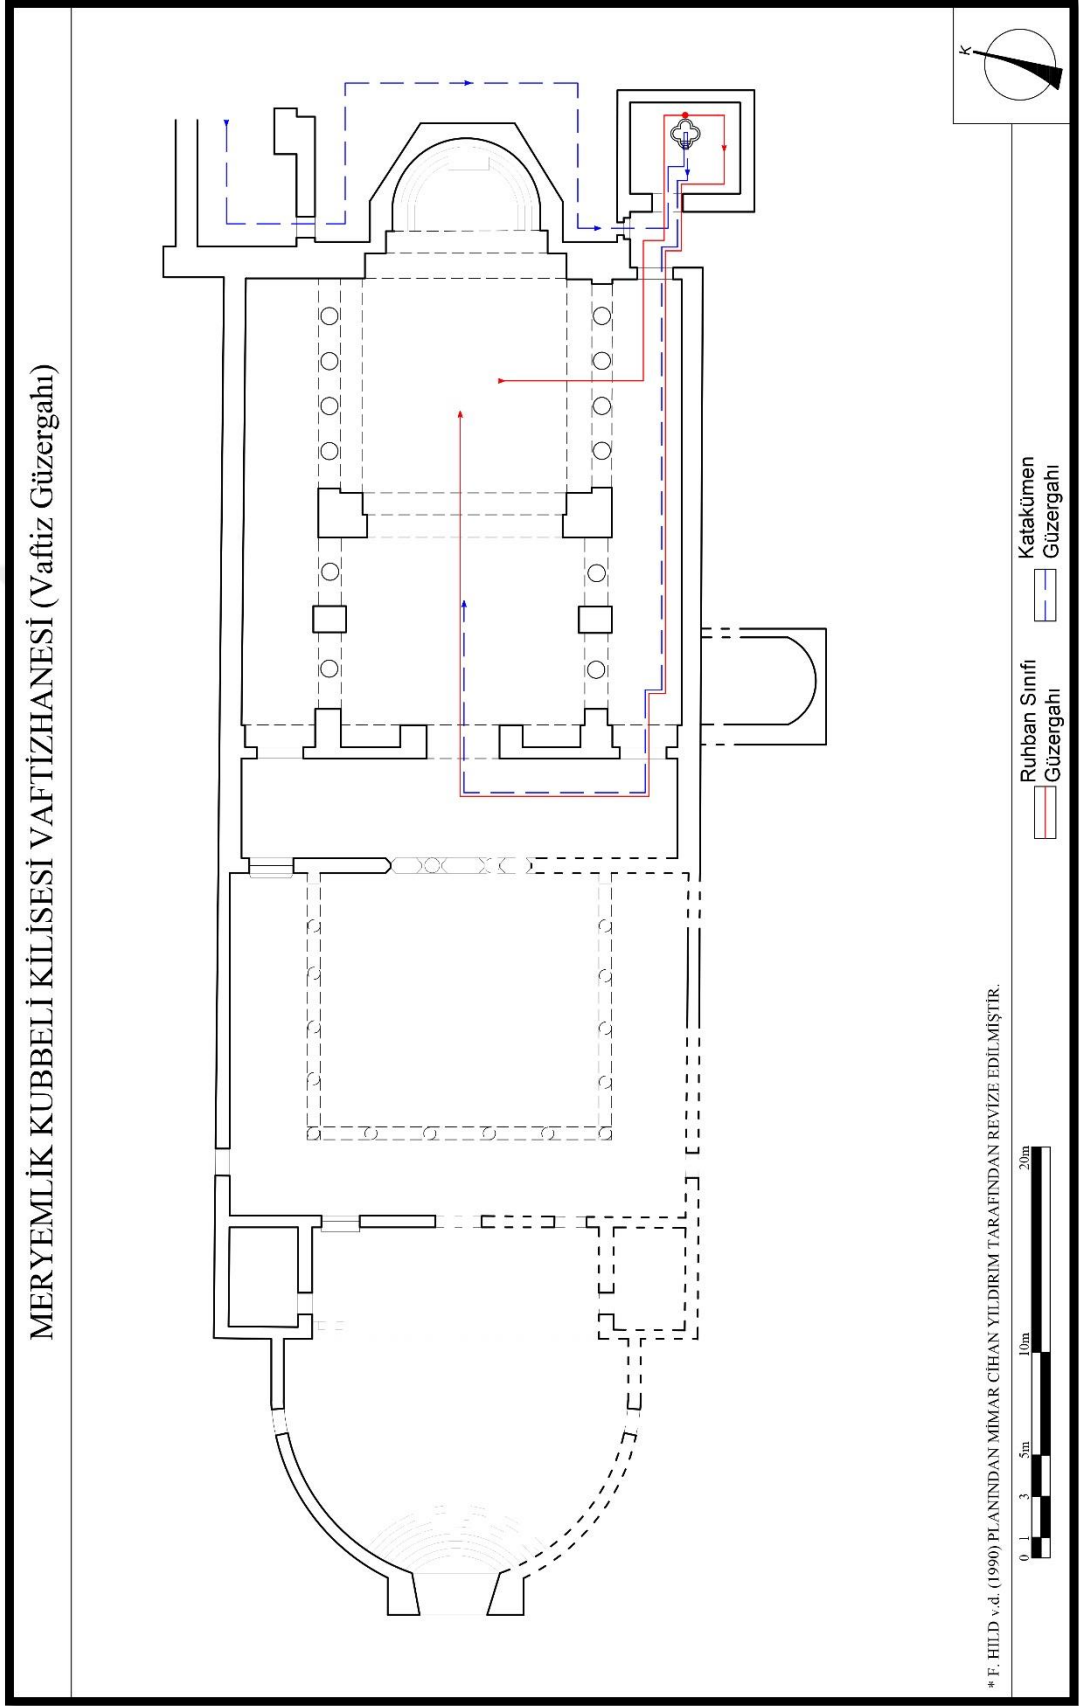 MERYEMLİK KUBBELİ KİLİSESİ VAFTİZHANESİ (Vaftiz Güzergahı)
K
Ruhban Sınıfı
Güzergahı
Katakümen
Güzergahı
* F. HILD v.d. (1990) PLANINDAN MİMAR CİHAN YILDIRIM TARAFINDAN REVİZE EDİLMİŞTİR.
0 1 3 5m 10m 20m